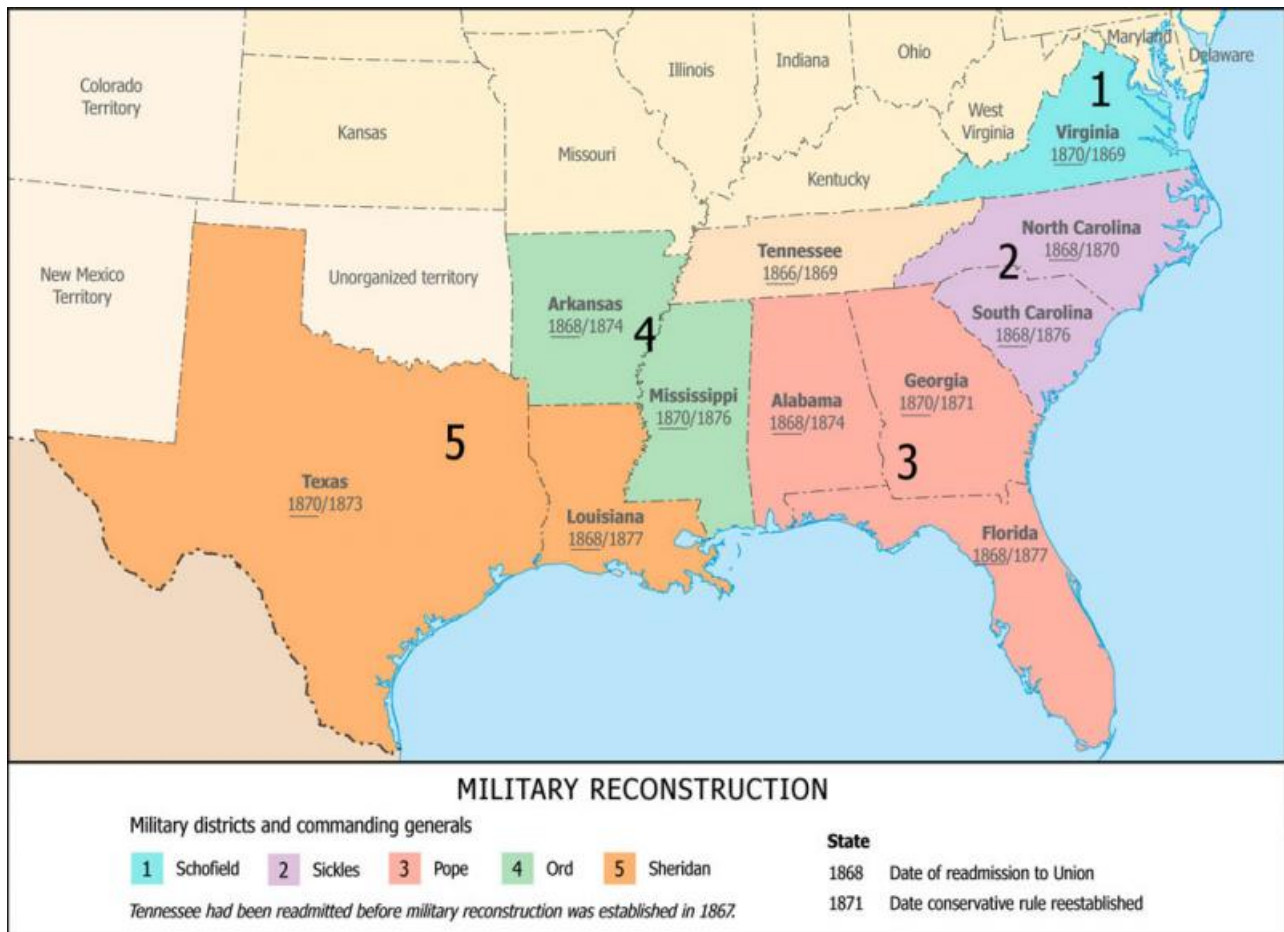 Colorado
Territory
Kansas
Missouri
Illinois
Indiana
Ohio
West
Virginia
Kentucky
Maryland
Delaware
1
Virginia
1870/1869
New Mexico
Territory
Unorganized territory
Tennessee
1866/1869
North Carolina
1868/1870
2
South Carolina
1868/1876
Arkansas
1868/1874
4
Mississippi
1870/1876
Alabama
1868/1874
Georgia
1870/1871
3
5
Texas
1870/1873
Louisiana
1868/1877
Florida
1868/1877
MILITARY RECONSTRUCTION
Military districts and commanding generals
1 Schofield 2 Sickles 3 Pope 4 Ord 5 Sheridan
Tennessee had been readmitted before military reconstruction was established in 1867.
State
1868 Date of readmission to Union
1871 Date conservative rule reestablished